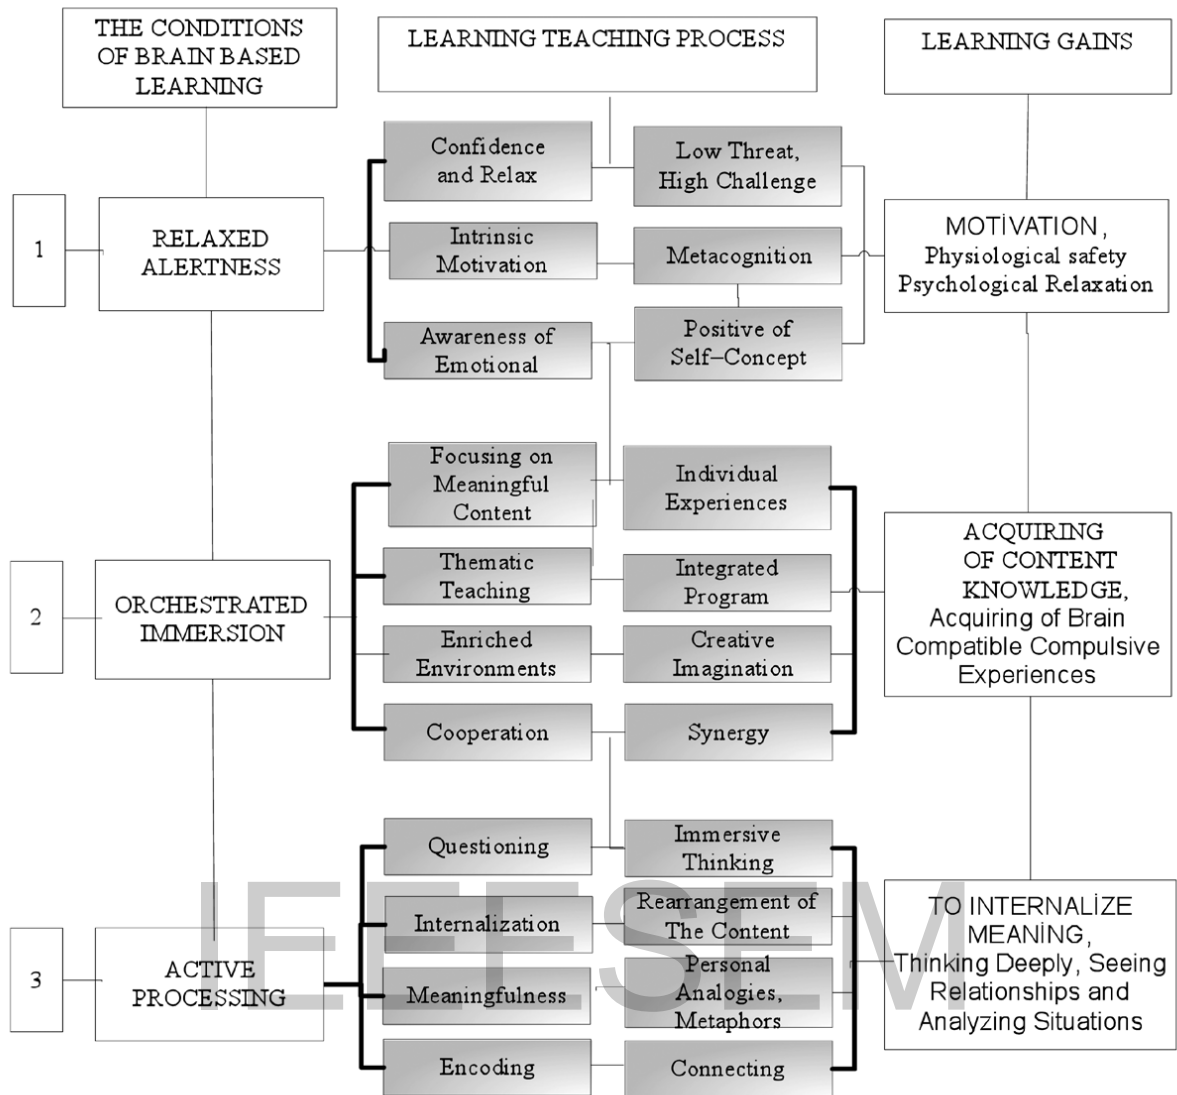 THE CONDITIONS
OF BRAIN BASED
LEARNING
LEARNING TEACHING PROCESS
LEARNING GAINS
1
RELAXED
ALERTNESS
Confidence
and Relax
Low Threat,
High Challenge
Intrinsic
Motivation
Metacognition
Awareness of
Emotional
Positive of
Self-Concept
MOTİVATION,
Physiological safety
Psychological Relaxation
2
ORCHESTRATED
IMMERSION
Focusing on
Meaningful
Content
Individual
Experiences
Thematic
Teaching
Integrated
Program
Enriched
Environments
Creative
Imagination
Cooperation
Synergy
ACQUIRING
OF CONTENT
KNOWLEDGE,
Acquiring of Brain
Compatible Compulsive
Experiences
3
ACTIVE
PROCESSING
Questioning
Immersive
Thinking
Internalization
Rearrangement of
The Content
Meaningfulness
Personal
Analogies,
Metaphors
Encoding
Connecting
TO INTERNALİZE
MEANİNG,
Thinking Deeply, Seeing
Relationships and
Analyzing Situations
IEEESEM